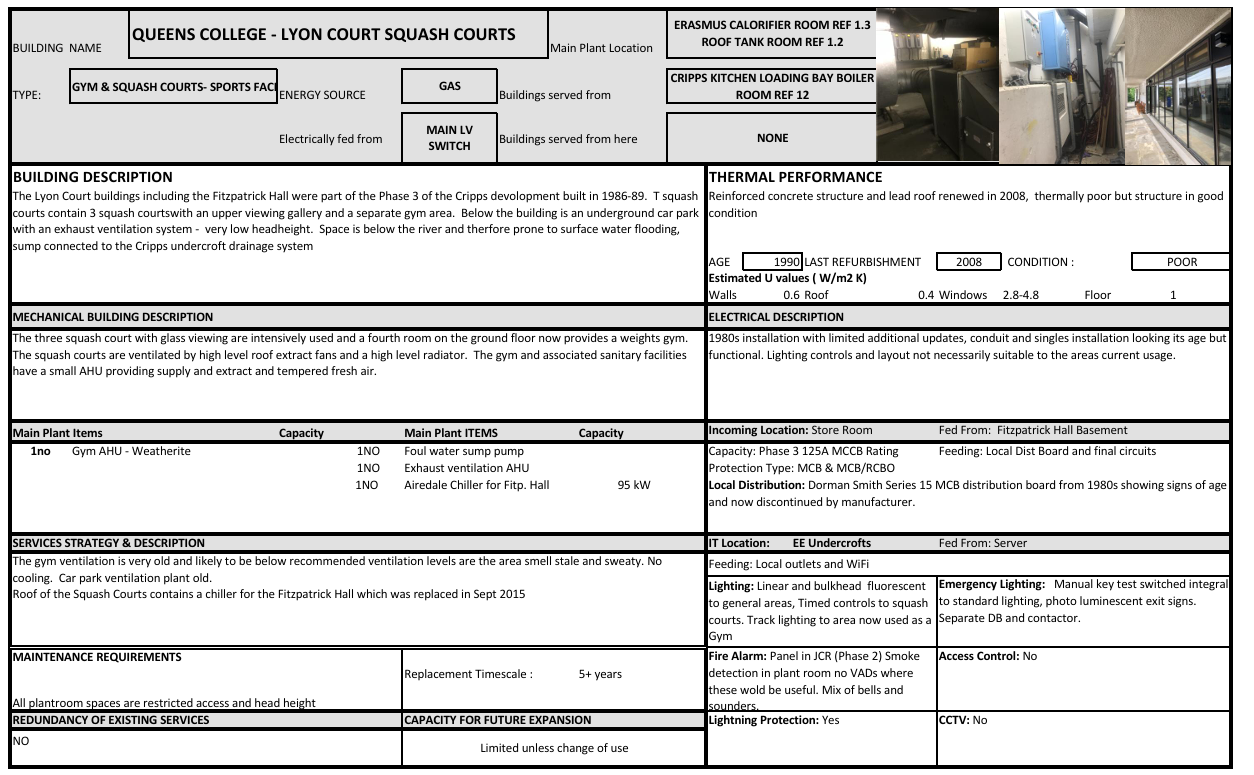 BUILDING NAME
QUEENS COLLEGE - LYON COURT SQUASH COURTS
Main Plant Location
ERASMUS CALORIFIER ROOM REF 1.3
ROOF TANK ROOM REF 1.2
TYPE:
GYM & SQUASH COURTS- SPORTS FACI
ENERGY SOURCE
GAS
Buildings served from
CRIPPS KITCHEN LOADING BAY BOILER
ROOM REF 12
Electrically fed from
MAIN LV
SWITCH
Buildings served from here
NONE
BUILDING DESCRIPTION
The Lyon Court buildings including the Fitzpatrick Hall were part of the Phase 3 of the Cripps devolopment built in 1986-89. T squash
courts contain 3 squash courtswith an upper viewing gallery and a separate gym area. Below the building is an underground car park
with an exhaust ventilation system - very low headheight. Space is below the river and therfore prone to surface water flooding,
sump connected to the Cripps undercroft drainage system
THERMAL PERFORMANCE
Reinforced concrete structure and lead roof renewed in 2008, thermally poor but structure in good
condition
AGE 1990 LAST REFURBISHMENT 2008 CONDITION : POOR
Estimated U values ( W/m2 K)
Walls 0.6 Roof 0.4 Windows 2.8-4.8 Floor 1
MECHANICAL BUILDING DESCRIPTION
The three squash court with glass viewing are intensively used and a fourth room on the ground floor now provides a weights gym.
The squash courts are ventilated by high level roof extract fans and a high level radiator. The gym and associated sanitary facilities
have a small AHU providing supply and extract and tempered fresh air.
ELECTRICAL DESCRIPTION
1980s installation with limited additional updates, conduit and singles installation looking its age but
functional. Lighting controls and layout not necessarily suitable to the areas current usage.
Main Plant Items Capacity Main Plant ITEMS Capacity
1no Gym AHU - Weatherite 1NO Foul water sump pump
1NO Exhaust ventilation AHU
1NO Airedale Chiller for Fitp. Hall 95 kW
Incoming Location: Store Room Fed From: Fitzpatrick Hall Basement
Capacity: Phase 3 125A MCCB Rating Feeding: Local Dist Board and final circuits
Protection Type: MCB & MCB/RCBO
Local Distribution: Dorman Smith Series 15 MCB distribution board from 1980s showing signs of age
and now discontinued by manufacturer.
SERVICES STRATEGY & DESCRIPTION
The gym ventilation is very old and likely to be below recommended ventilation levels are the area smell stale and sweaty. No
cooling. Car park ventilation plant old.
Roof of the Squash Courts contains a chiller for the Fitzpatrick Hall which was replaced in Sept 2015
IT Location: EE Undercrofts Fed From: Server
Feeding: Local outlets and WiFi
Lighting: Linear and bulkhead fluorescent
to general areas, Timed controls to squash
courts. Track lighting to area now used as a
Gym
Emergency Lighting: Manual key test switched integral
to standard lighting, photo luminescent exit signs.
Separate DB and contactor.
MAINTENANCE REQUIREMENTS
All plantroom spaces are restricted access and head height
Replacement Timescale : 5+ years
Fire Alarm: Panel in JCR (Phase 2) Smoke
detection in plant room no VADs where
these wold be useful. Mix of bells and
sounders.
Access Control: No
REDUNDANCY OF EXISTING SERVICES
NO
CAPACITY FOR FUTURE EXPANSION
Limited unless change of use
Lightning Protection: Yes
CCTV: No